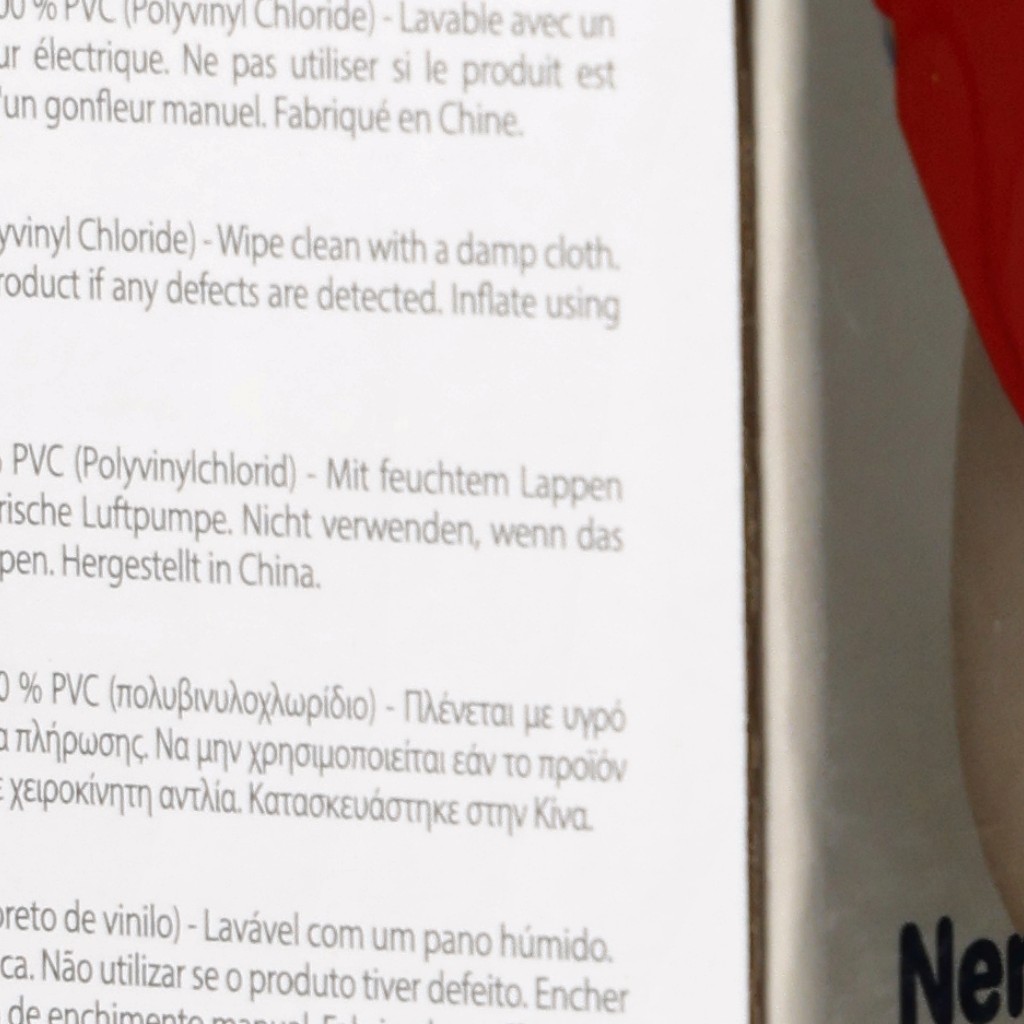 00 % PVC (Polyvinyl Chloride) - Lavable avec un
ur électrique. Ne pas utiliser si le produit est
'un gonfleur manuel. Fabriqué en Chine.
yvinyl Chloride) - Wipe clean with a damp cloth.
roduct if any defects are detected. Inflate using
PVC (Polyvinylchlorid) - Mit feuchtem Lappen
rische Luftpumpe. Nicht verwenden, wenn das
pen. Hergestellt in China.
0 % PVC (πολυβινυλοχλωρίδιο) - Πλένεται με υγρό
α πλήρωσης. Να μην χρησιμοποιείται εάν το προϊόν
ε χειροκίνητη αντλία. Κατασκευάστηκε στην Κίνα.
oreto de vinilo) - Lavável com um pano húmido.
ca. Não utilizar se o produto tiver defeito. Encher
de enchimento manual.
Ner